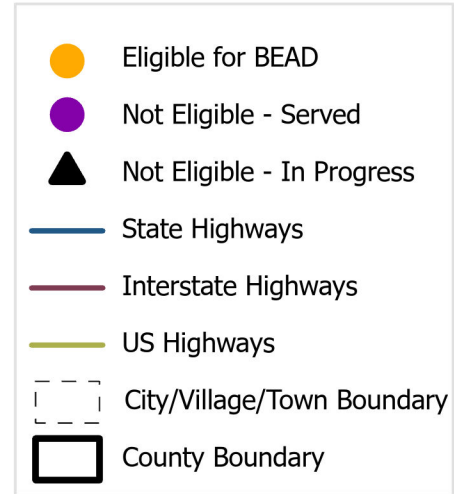 Eligible for BEAD
Not Eligible - Served
Not Eligible - In Progress
State Highways
Interstate Highways
US Highways
City/Village/Town Boundary
County Boundary